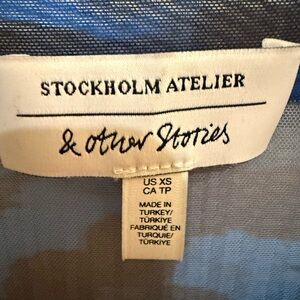 STOCKHOLM ATELIER
& other Stories
US XS
CA TP
MADE IN
TURKEY/
TÜRKIYE
FABRIQUÉ EN
TURQUIE/
TÜRKIYE